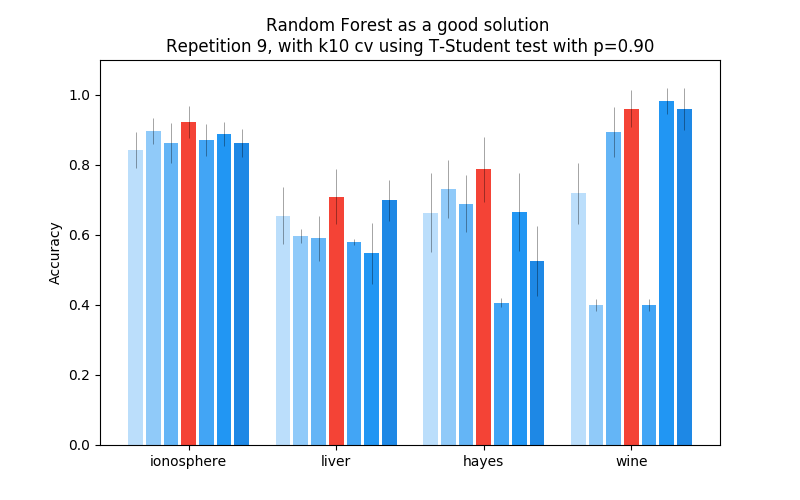 Random Forest as a good solution
Repetition 9, with k10 cv using T-Student test with p=0.90
Accuracy
1.0
0.8
0.6
0.4
0.2
0.0
ionosphere
liver
hayes
wine